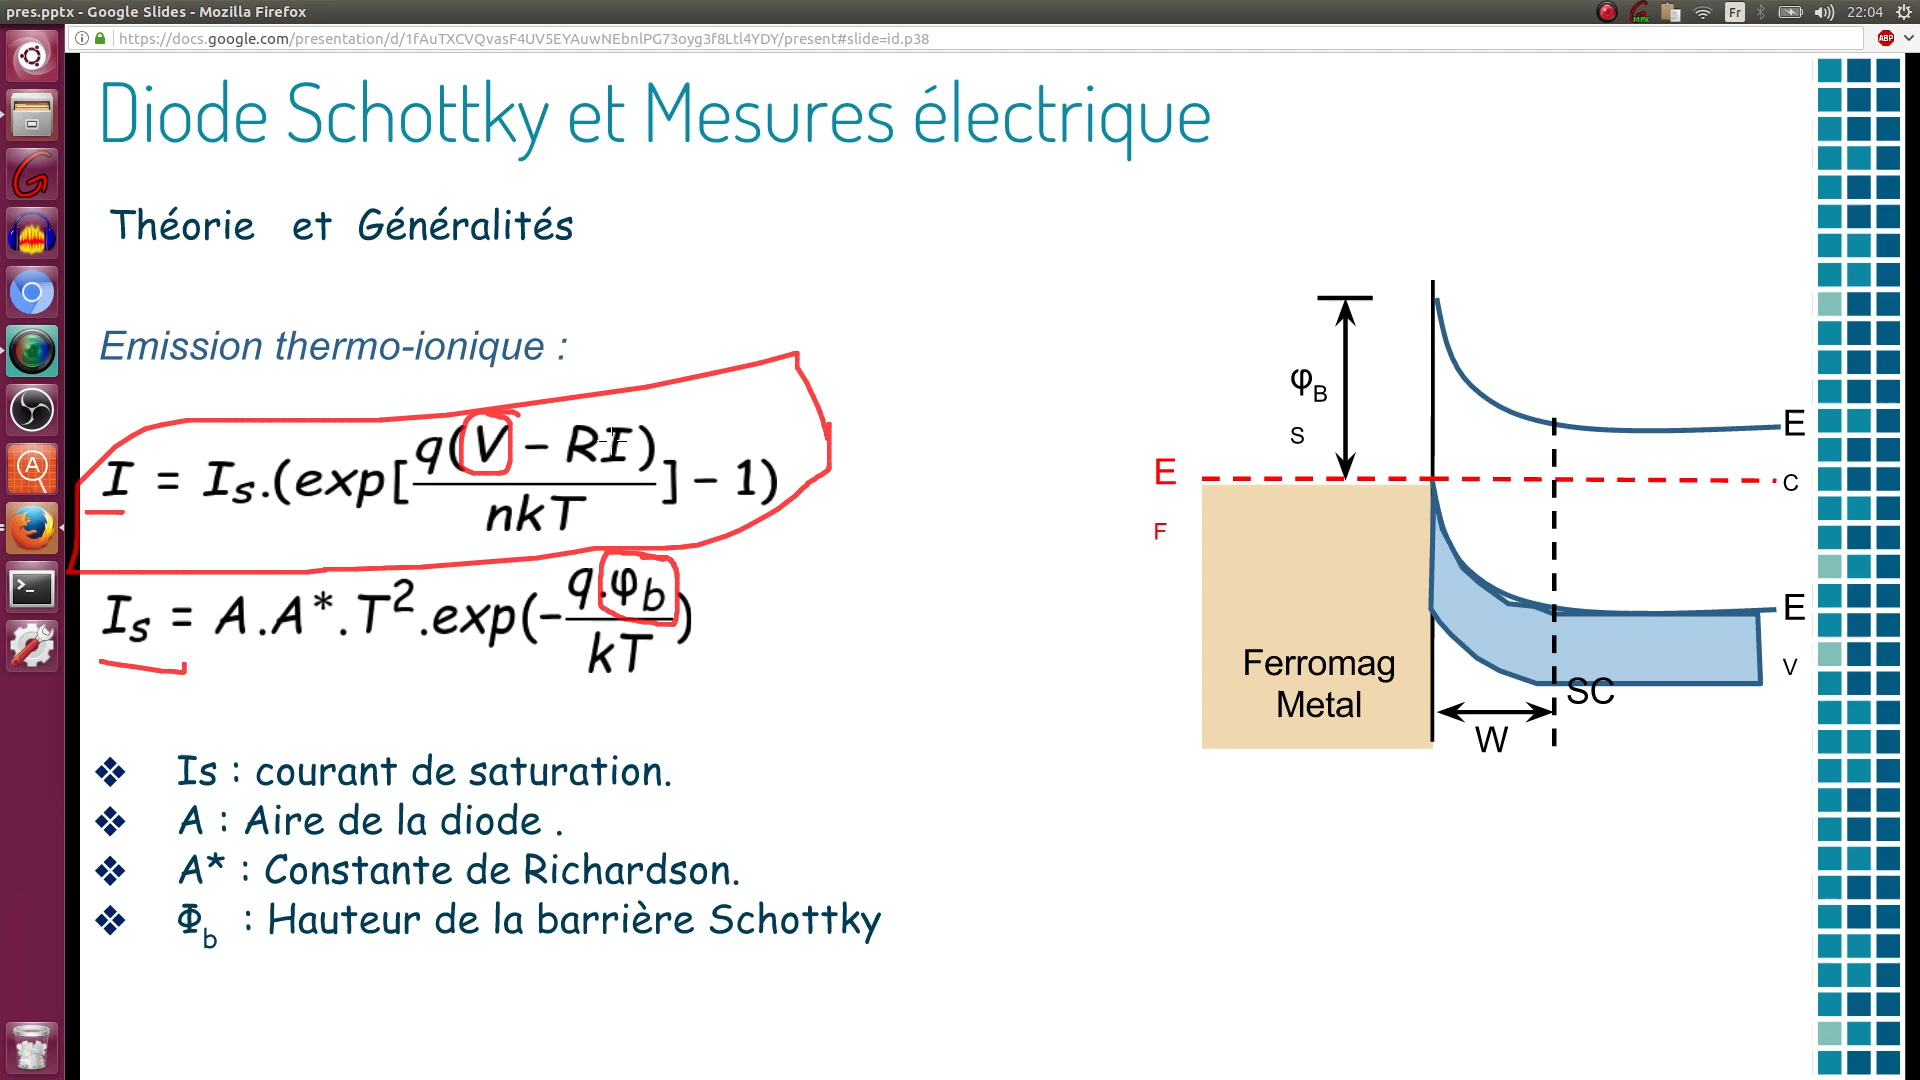 pres.pptx - Google Slides - Mozilla Firefox
Fr
22:04
https://docs.google.com/presentation/d/1fAuTXCVQvasF4UV5EYAuwNEbnlPG73oyg3f8Ltl4YDY/present#slide=id.p38
ABP
Diode Schottky et Mesures électrique
Théorie et Généralités
Emission thermo-ionique :
I = Is.(exp[q(V - RI)/nkT] - 1)
Is = A.A*.T².exp(-q.φb/kT)
Is : courant de saturation.
A : Aire de la diode .
A* : Constante de Richardson.
Φb : Hauteur de la barrière Schottky
φB
S
E
F
E
C
E
V
Ferromag
Metal
SC
W